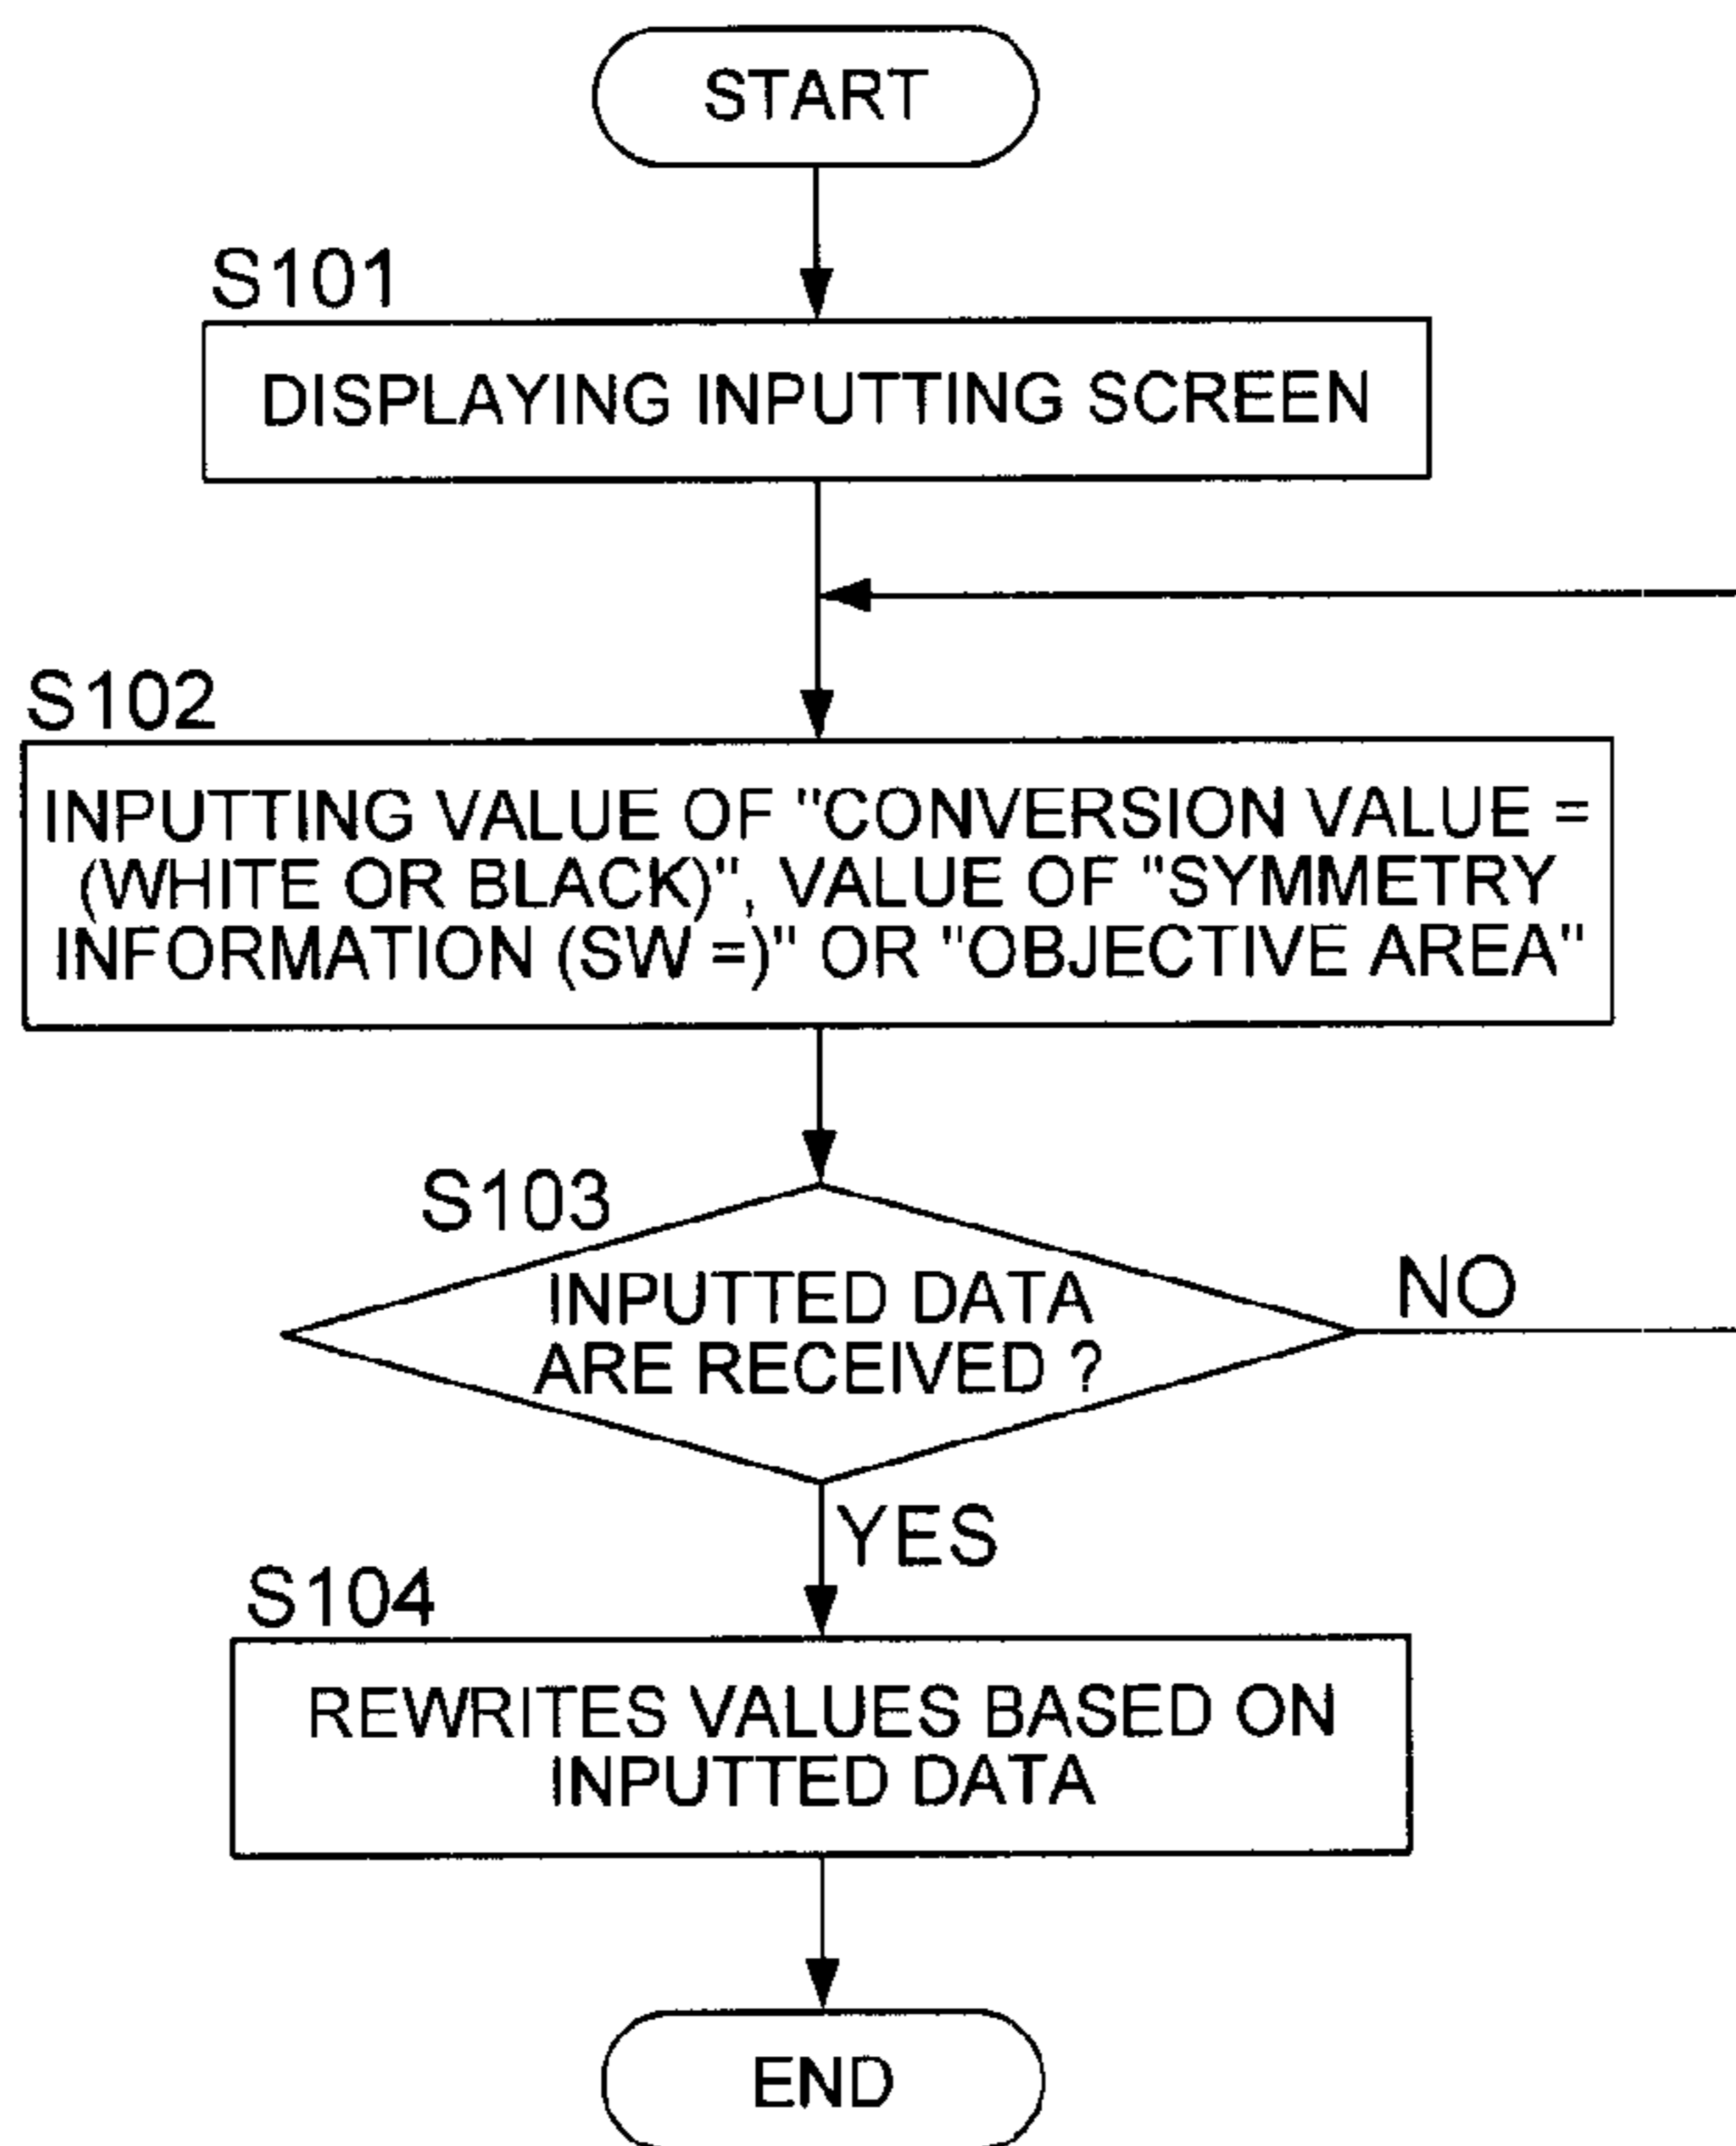 START
S101
DISPLAYING INPUTTING SCREEN
S102
INPUTTING VALUE OF "CONVERSION VALUE =
(WHITE OR BLACK)", VALUE OF "SYMMETRY
INFORMATION (SW =)" OR "OBJECTIVE AREA"
S103
INPUTTED DATA
ARE RECEIVED ?
NO
YES
S104
REWRITES VALUES BASED ON
INPUTTED DATA
END